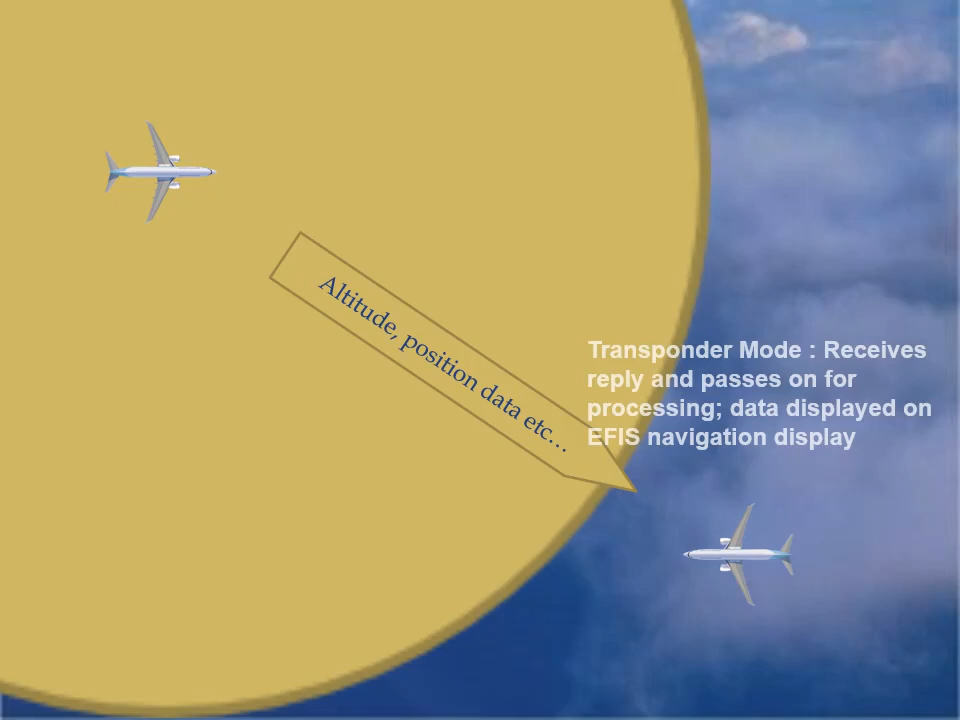 Altitude, position data etc…
Transponder Mode : Receives
reply and passes on for
processing; data displayed on
EFIS navigation display